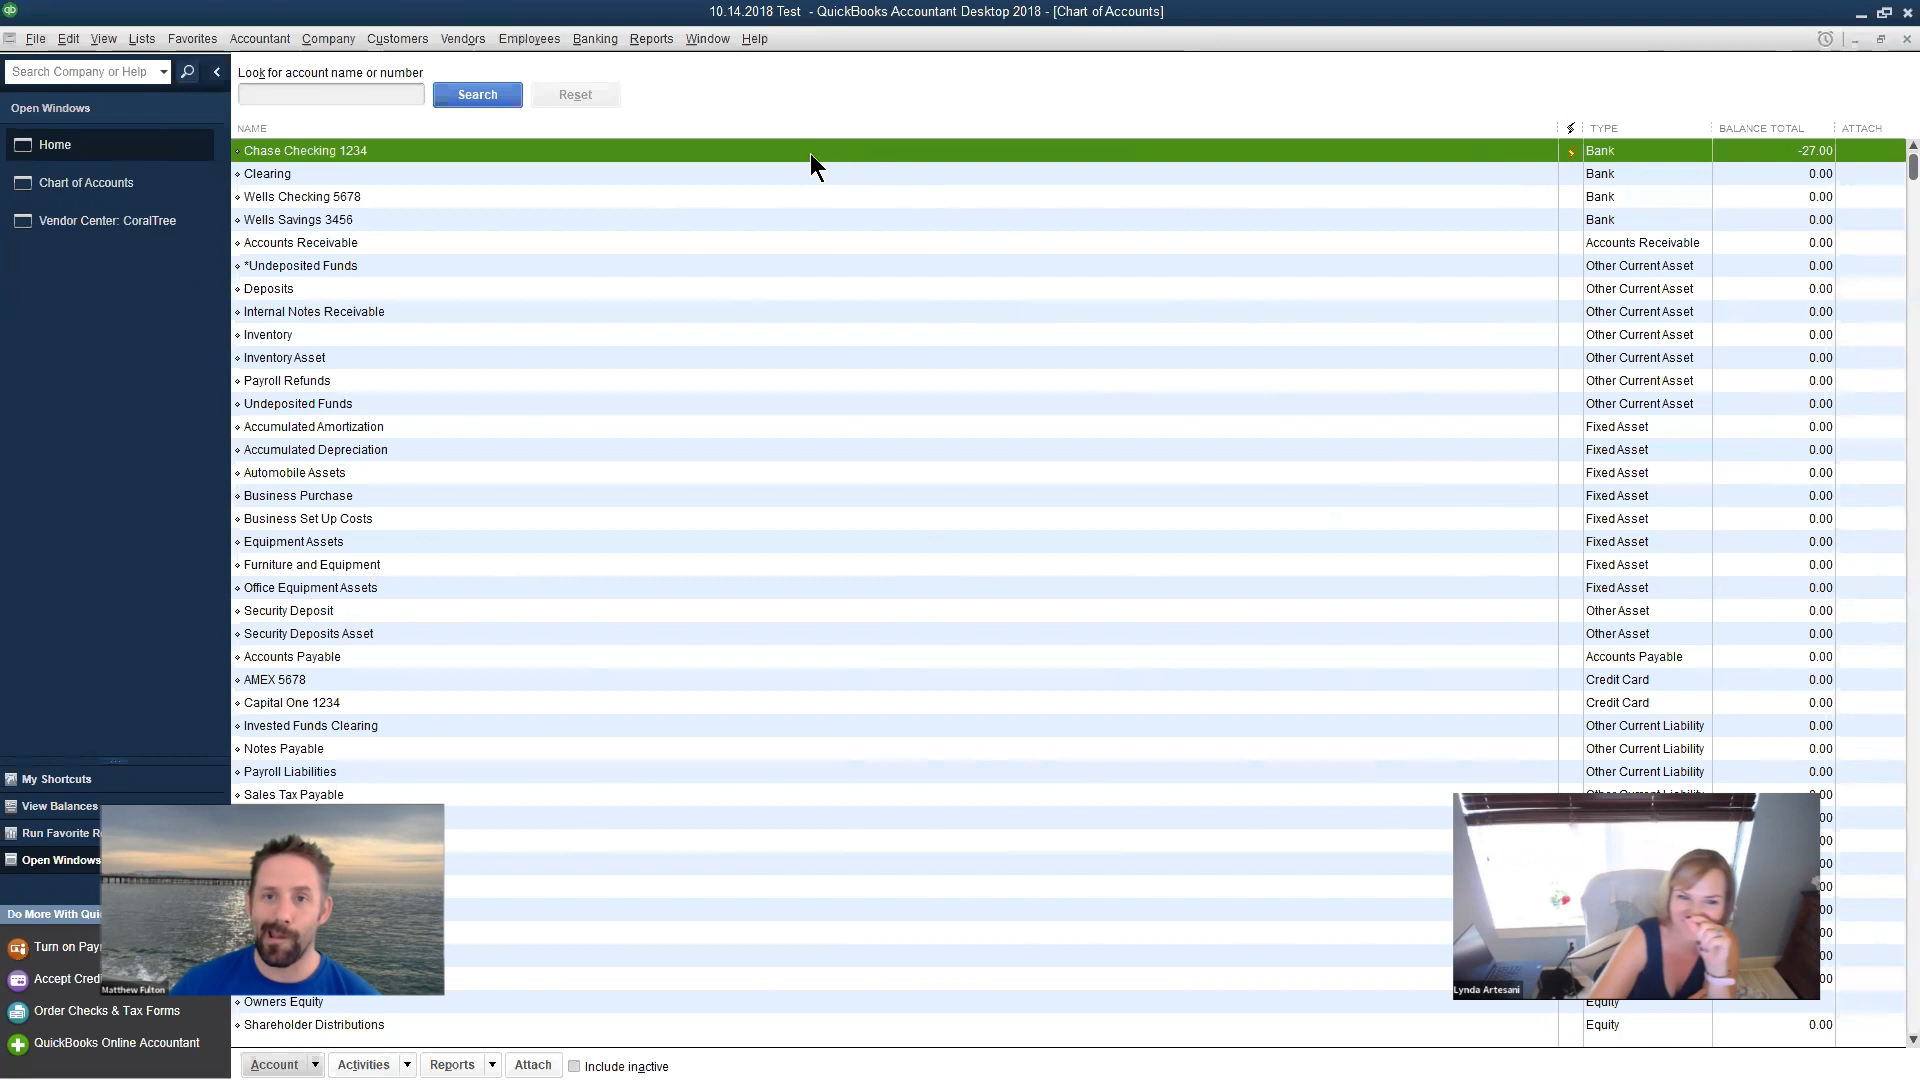 10.14.2018 Test - QuickBooks Accountant Desktop 2018 - [Chart of Accounts]
File Edit View Lists Favorites Accountant Company Customers Vendors Employees Banking Reports Window Help
Search Company or Help
Look for account name or number
Search Reset
Open Windows
Home
Chart of Accounts
Vendor Center: CoralTree
NAME TYPE BALANCE TOTAL ATTACH
Chase Checking 1234 Bank -27.00
Clearing Bank 0.00
Wells Checking 5678 Bank 0.00
Wells Savings 3456 Bank 0.00
Accounts Receivable Accounts Receivable 0.00
*Undeposited Funds Other Current Asset 0.00
Deposits Other Current Asset 0.00
Internal Notes Receivable Other Current Asset 0.00
Inventory Other Current Asset 0.00
Inventory Asset Other Current Asset 0.00
Payroll Refunds Other Current Asset 0.00
Undeposited Funds Other Current Asset 0.00
Accumulated Amortization Fixed Asset 0.00
Accumulated Depreciation Fixed Asset 0.00
Automobile Assets Fixed Asset 0.00
Business Purchase Fixed Asset 0.00
Business Set Up Costs Fixed Asset 0.00
Equipment Assets Fixed Asset 0.00
Furniture and Equipment Fixed Asset 0.00
Office Equipment Assets Fixed Asset 0.00
Security Deposit Other Asset 0.00
Security Deposits Asset Other Asset 0.00
Accounts Payable Accounts Payable 0.00
AMEX 5678 Credit Card 0.00
Capital One 1234 Credit Card 0.00
Invested Funds Clearing Other Current Liability 0.00
Notes Payable Other Current Liability 0.00
Payroll Liabilities Other Current Liability 0.00
Sales Tax Payable
Owners Equity Equity
Shareholder Distributions Equity 0.00
My Shortcuts
View Balances
Run Favorite
Open Windows
Do More With
Turn on
Accept
Order Checks & Tax Forms
QuickBooks Online Accountant
Matthew Fulton
Lynda Artesani
Account Activities Reports Attach Include inactive